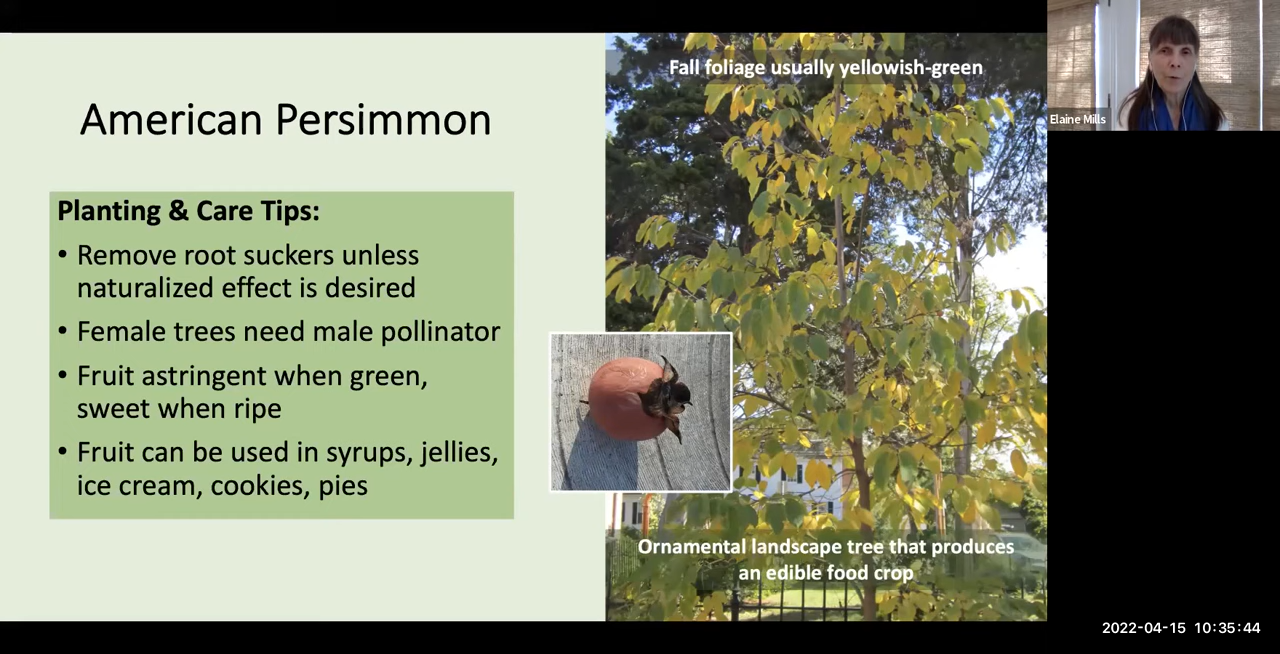 American Persimmon
Planting & Care Tips:
• Remove root suckers unless
naturalized effect is desired
• Female trees need male pollinator
• Fruit astringent when green,
sweet when ripe
• Fruit can be used in syrups, jellies,
ice cream, cookies, pies
Fall foliage usually yellowish-green
Ornamental landscape tree that produces
an edible food crop
Elaine Mills
2022-04-15 10:35:44